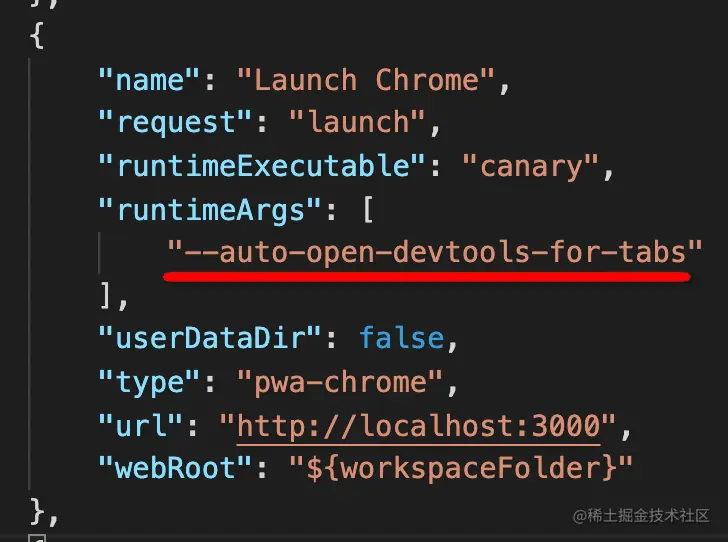 },
{
"name": "Launch Chrome",
"request": "launch",
"runtimeExecutable": "canary",
"runtimeArgs": [
"--auto-open-devtools-for-tabs"
],
"userDataDir": false,
"type": "pwa-chrome",
"url": "http://localhost:3000",
"webRoot": "${workspaceFolder}"
},
{
@稀土掘金技术社区